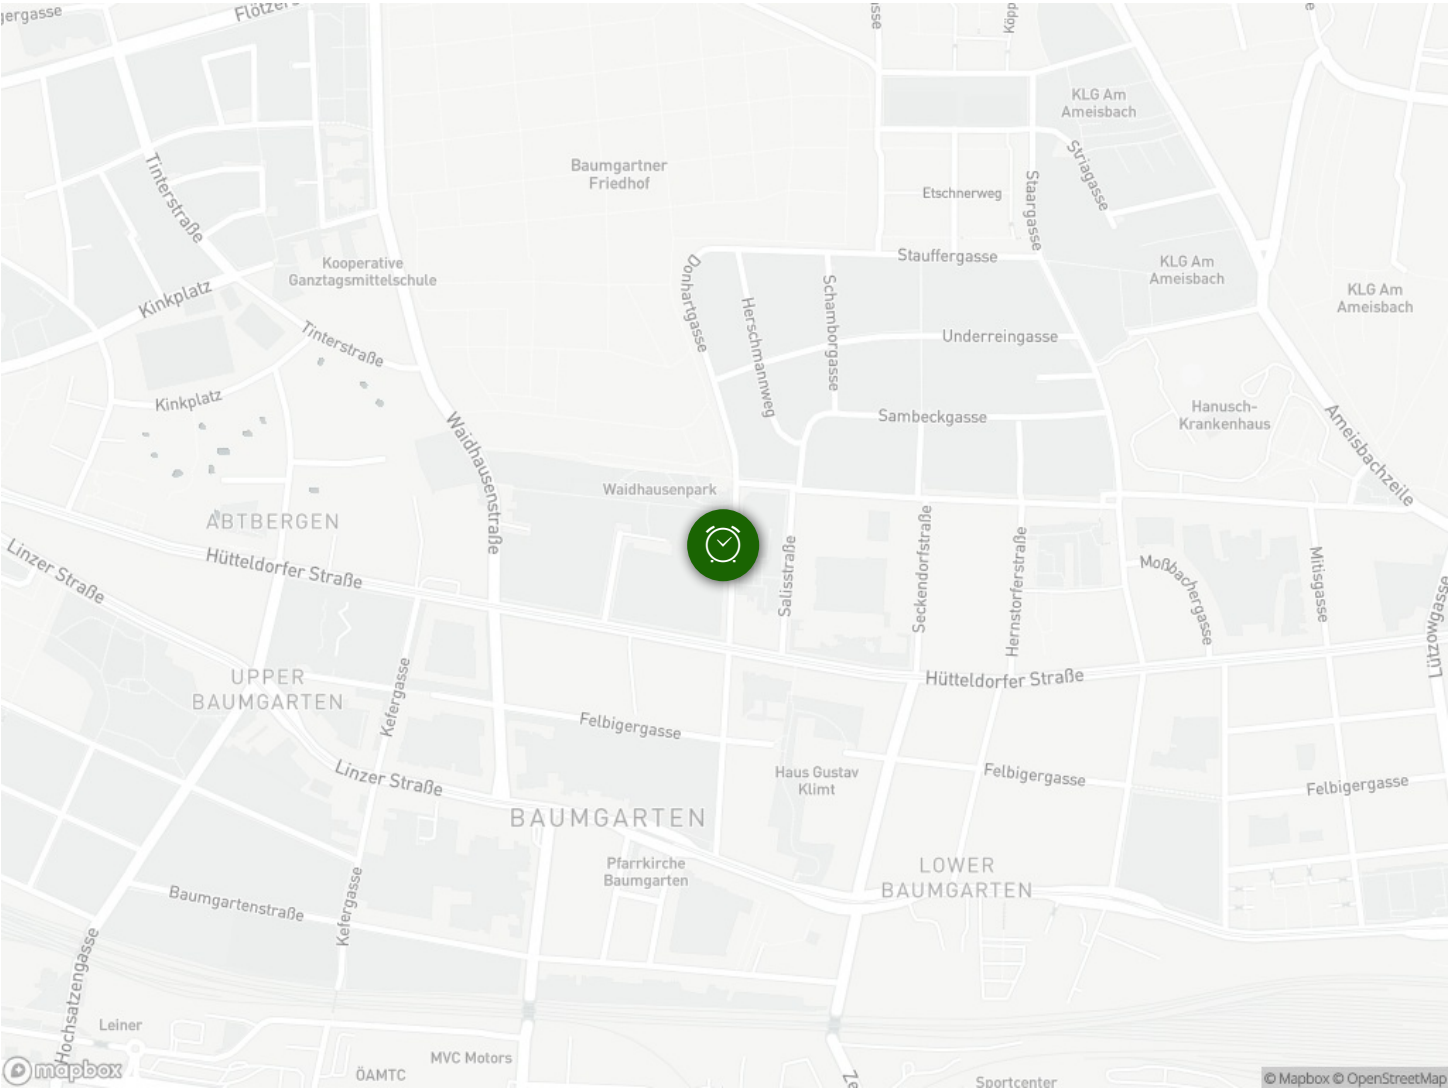 Flötzers
Köpp
KLG Am
Ameisbach
Baumgartner
Friedhof
Tinterstraße
Striagasse
Etschnerweg
Staargasse
Stauffergasse
Kooperative
Ganztagsmittelschule
KLG Am
Ameisbach
KLG Am
Ameisbach
Kinkplatz
Donhartgasse
Herschmannweg
Schamborgasse
Tinterstraße
Underreingasse
Kinkplatz
Sambeckgasse
Hanusch-
Krankenhaus
Ameisbachzeile
Waidhausenstraße
Waidhausenpark
ABTBERGEN
Linzer Straße
Hütteldorfer Straße
Salisstraße
Seckendorfstraße
Hernstorferstraße
Moßbachergasse
Mitisgasse
Lützowgasse
UPPER
BAUMGARTEN
Kefergasse
Hütteldorfer Straße
Felbigergasse
Linzer Straße
Haus Gustav
Klimt
Felbigergasse
Felbigergasse
BAUMGARTEN
Pfarrkirche
Baumgarten
LOWER
BAUMGARTEN
Baumgartenstraße
Kefergasse
Hochsatzengasse
Leiner
MVC Motors
ÖAMTC
Sportcenter
mapbox
© Mapbox © OpenStreetMap